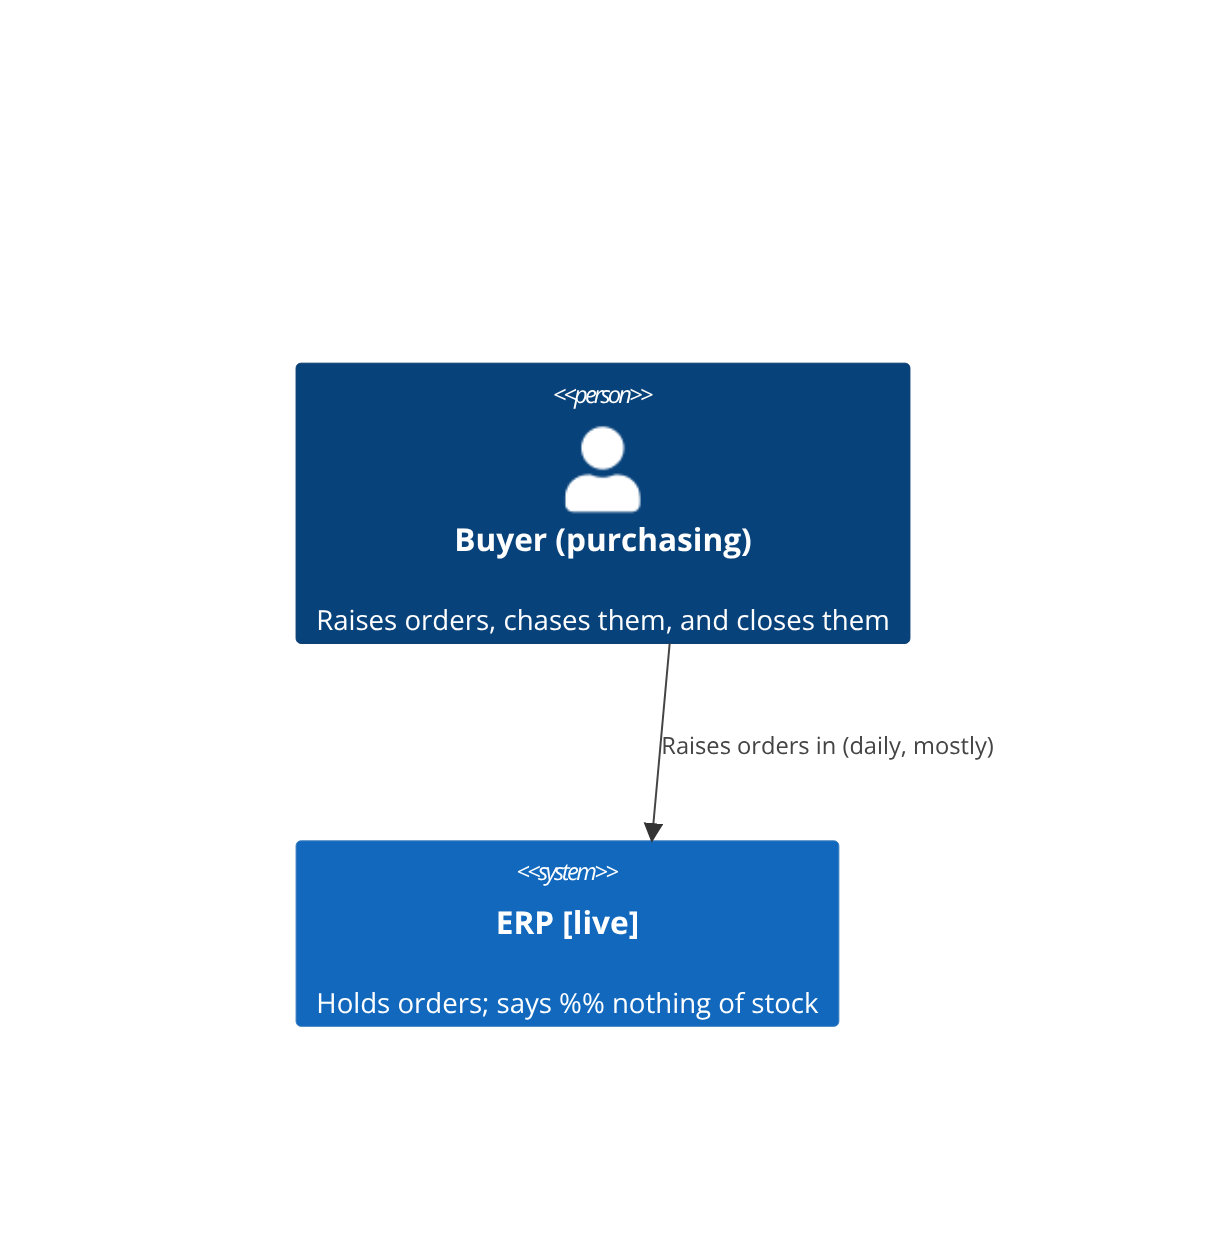 <<person>>
Buyer (purchasing)
Raises orders, chases them, and closes them
Raises orders in (daily, mostly)
<<system>>
ERP [live]
Holds orders; says %% nothing of stock